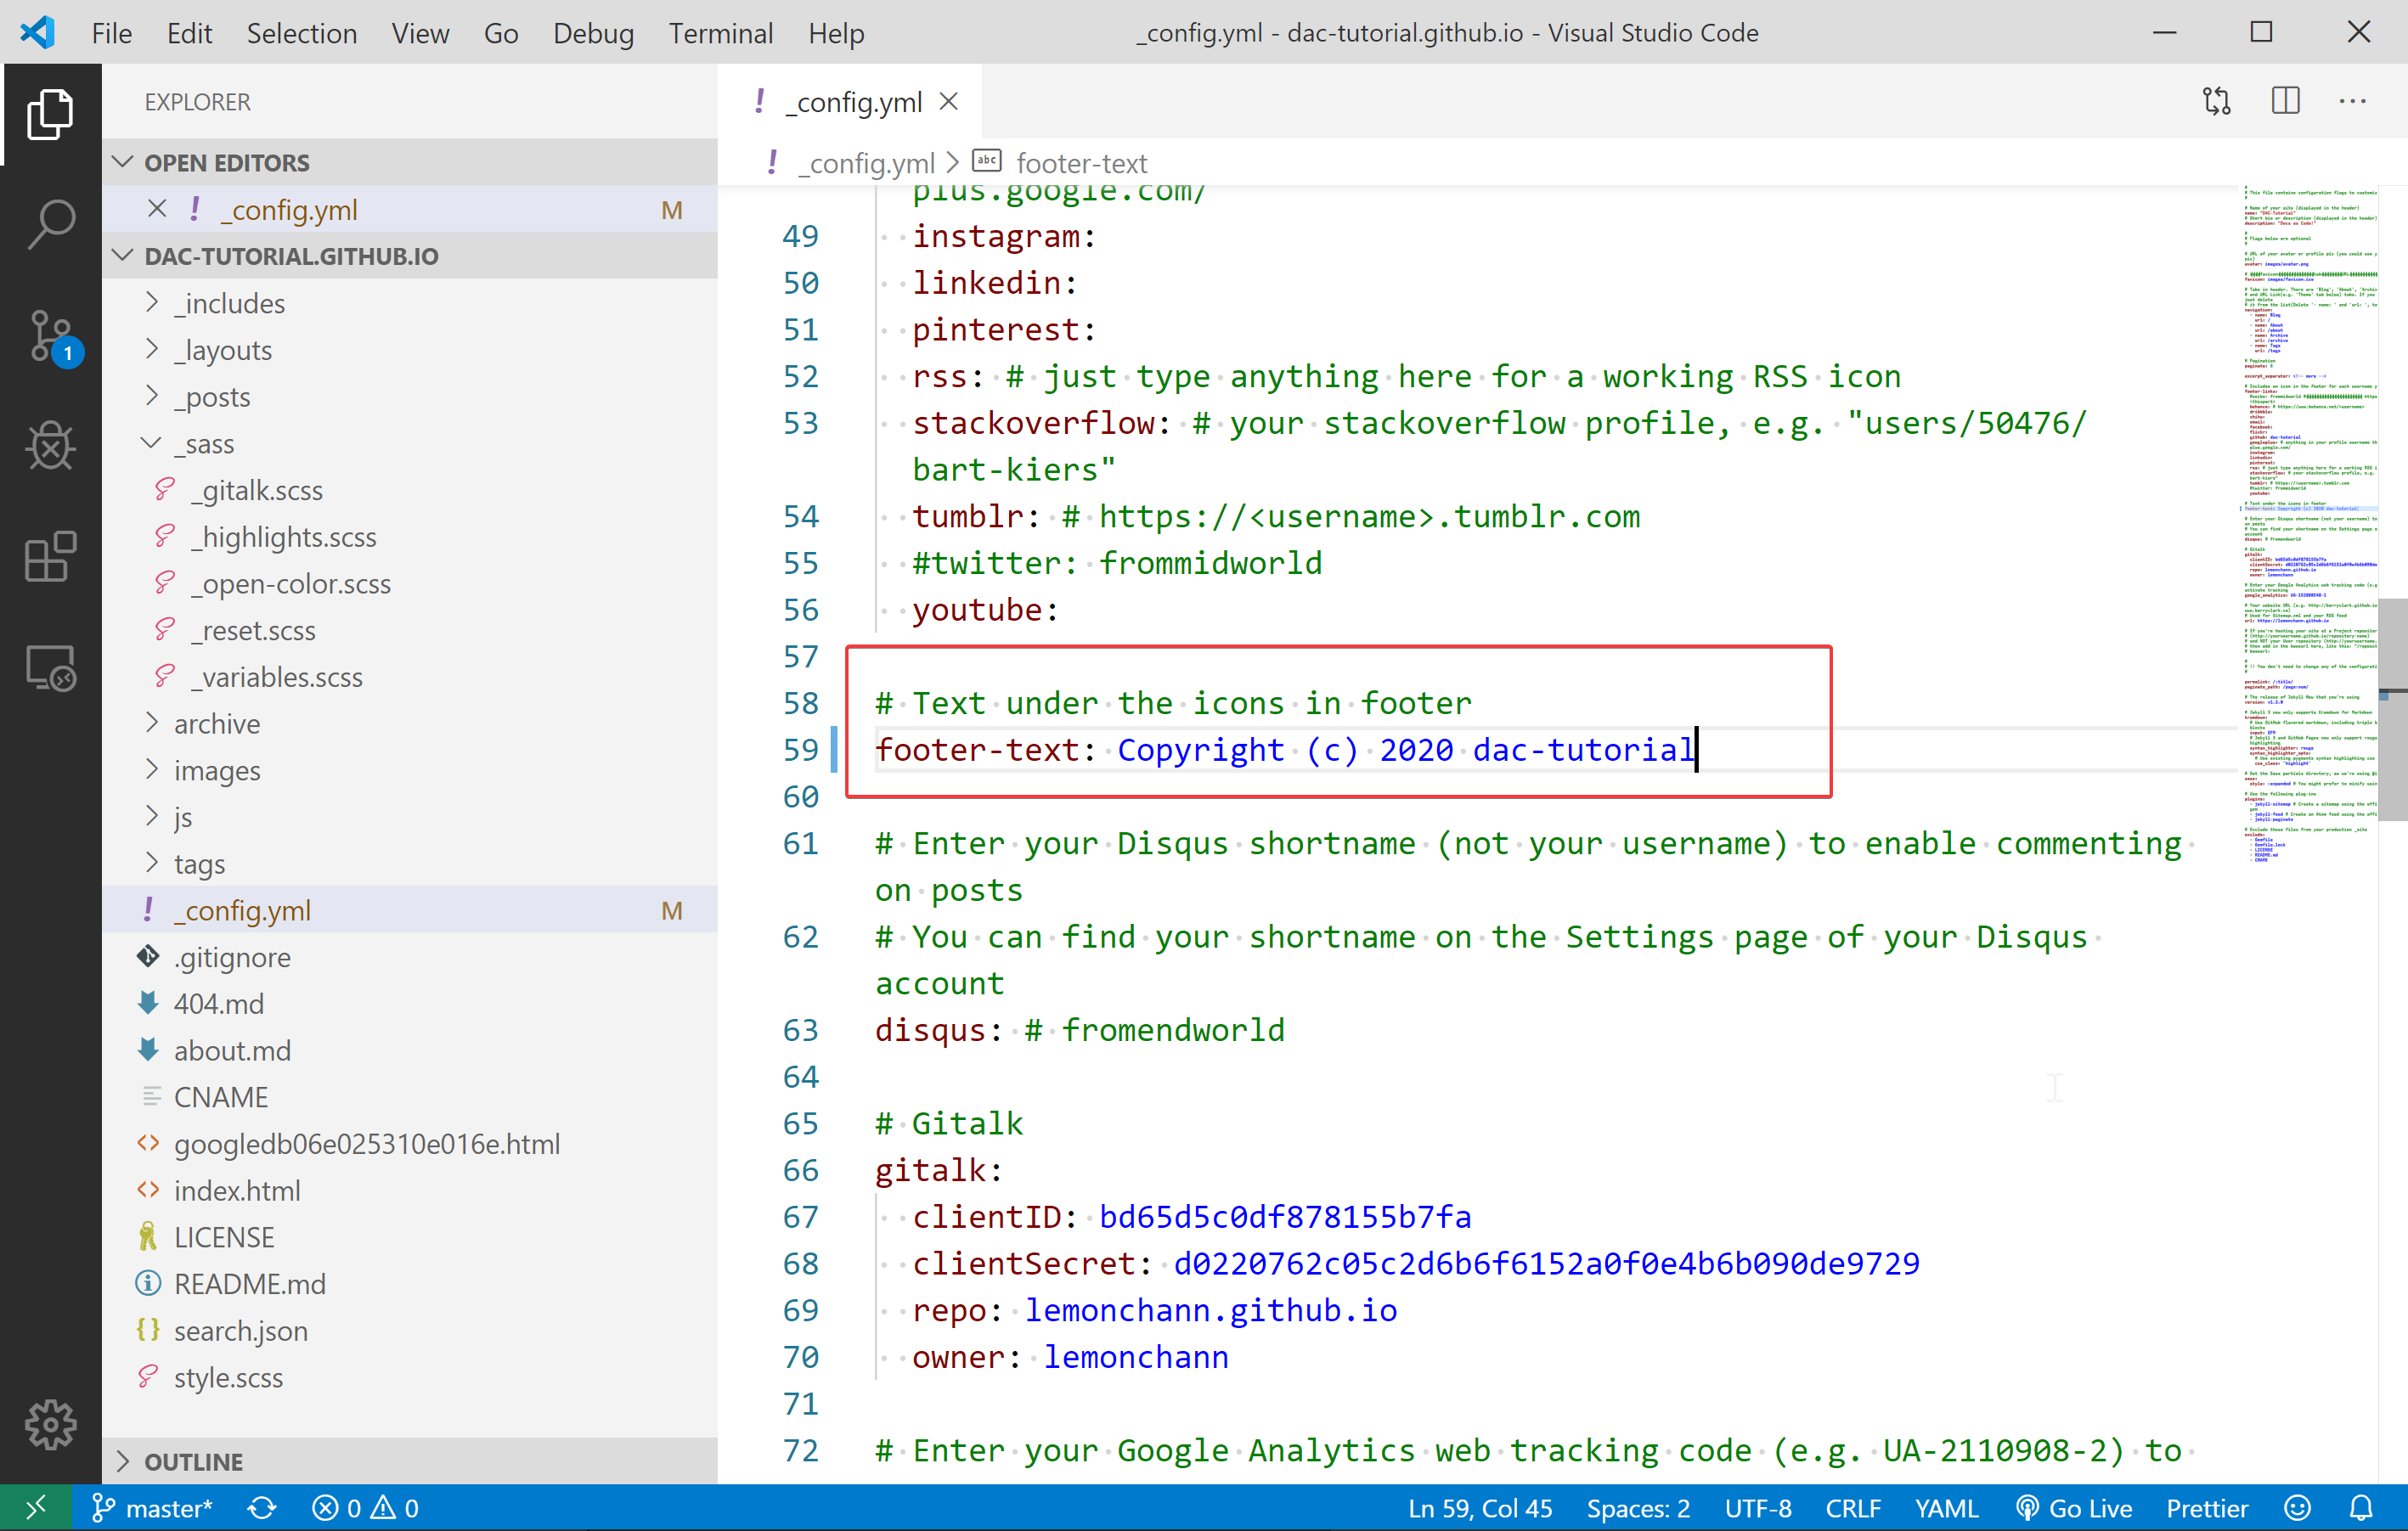 File Edit Selection View Go Debug Terminal Help
_config.yml - dac-tutorial.github.io - Visual Studio Code
EXPLORER
OPEN EDITORS
_config.yml M
DAC-TUTORIAL.GITHUB.IO
_includes
_layouts
_posts
_sass
_gitalk.scss
_highlights.scss
_open-color.scss
_reset.scss
_variables.scss
archive
images
js
tags
_config.yml M
.gitignore
404.md
about.md
CNAME
googledb06e025310e016e.html
index.html
LICENSE
README.md
search.json
style.scss
OUTLINE
1
_config.yml
_config.yml > abc footer-text
plus.google.com/
49 instagram:
50 linkedin:
51 pinterest:
52 rss: # just type anything here for a working RSS icon
53 stackoverflow: # your stackoverflow profile, e.g. "users/50476/
bart-kiers"
54 tumblr: # https://<username>.tumblr.com
55 #twitter: frommidworld
56 youtube:
57
58 # Text under the icons in footer
59 footer-text: Copyright (c) 2020 dac-tutorial
60
61 # Enter your Disqus shortname (not your username) to enable commenting
on posts
62 # You can find your shortname on the Settings page of your Disqus
account
63 disqus: # fromendworld
64
65 # Gitalk
66 gitalk:
67 clientID: bd65d5c0df878155b7fa
68 clientSecret: d0220762c05c2d6b6f6152a0f0e4b6b090de9729
69 repo: lemonchann.github.io
70 owner: lemonchann
71
72 # Enter your Google Analytics web tracking code (e.g. UA-2110908-2) to
master* 0 0 Ln 59, Col 45 Spaces: 2 UTF-8 CRLF YAML Go Live Prettier